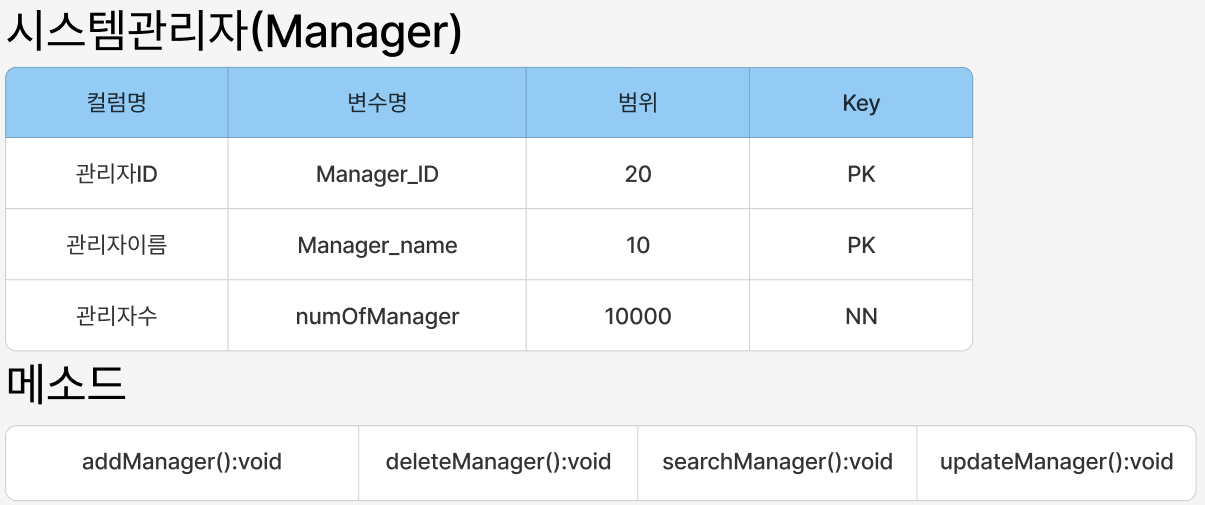 시스템관리자(Manager)
컬럼명 변수명 범위 Key
관리자ID Manager_ID 20 PK
관리자이름 Manager_name 10 PK
관리자수 numOfManager 10000 NN
메소드
addManager():void deleteManager():void searchManager():void updateManager():void